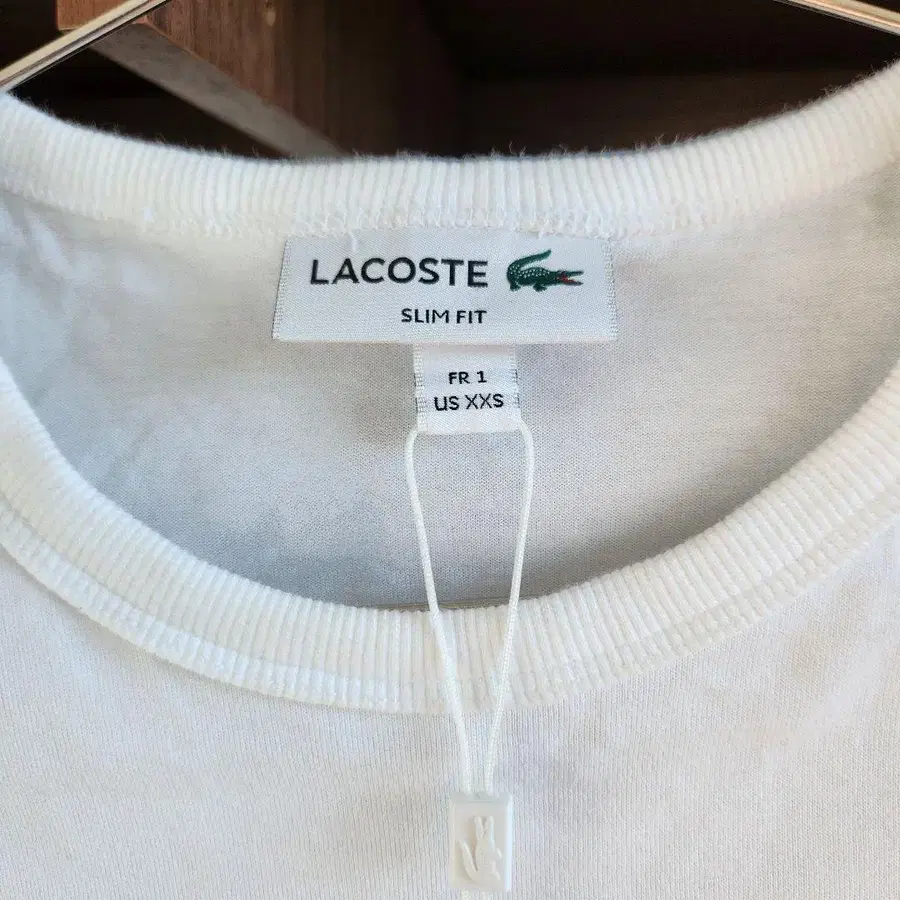 LACOSTE
SLIM FIT
FR 1
US XXS